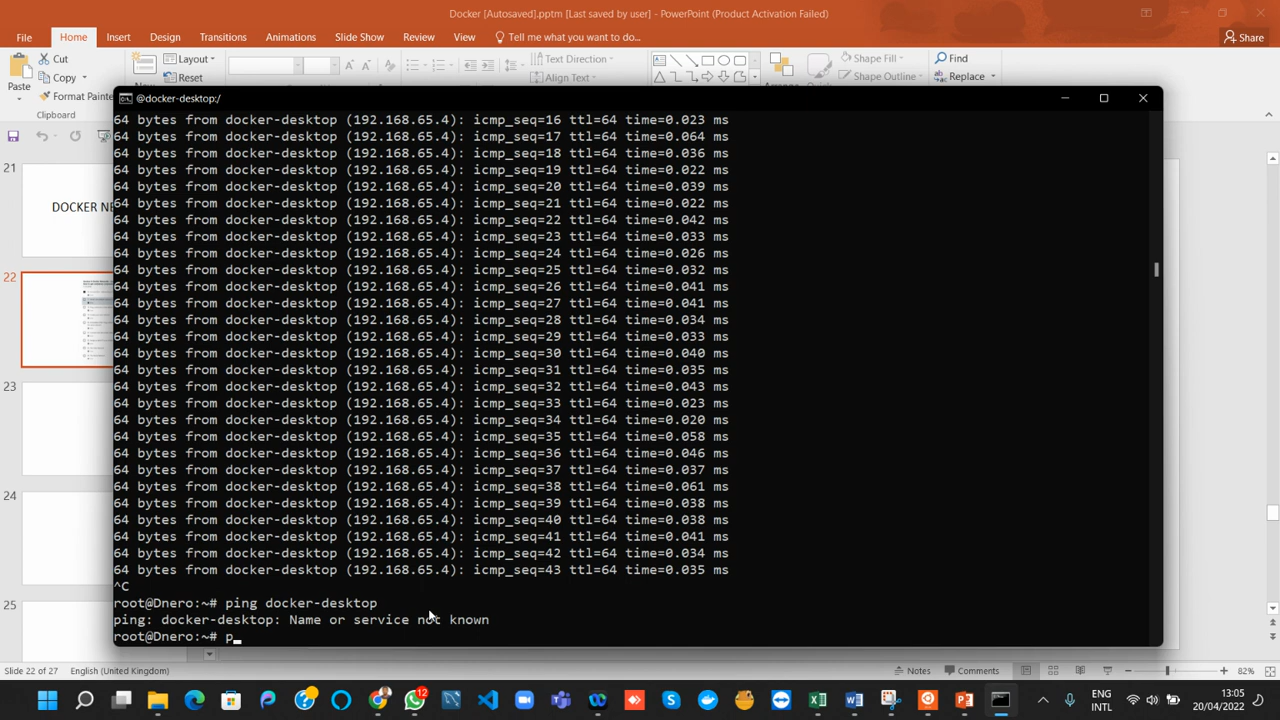 Docker [Autosaved].pptm [Last saved by user] - PowerPoint (Product Activation Failed)
File Home Insert Design Transitions Animations Slide Show Review View Tell me what you want to do... Share
Paste Cut Copy Format Painte Layout Reset Text Direction Align Text Shape Fill Shape Outline Find Replace
Clipboard
@docker-desktop:/
64 bytes from docker-desktop (192.168.65.4): icmp_seq=16 ttl=64 time=0.023 ms
64 bytes from docker-desktop (192.168.65.4): icmp_seq=17 ttl=64 time=0.064 ms
64 bytes from docker-desktop (192.168.65.4): icmp_seq=18 ttl=64 time=0.036 ms
64 bytes from docker-desktop (192.168.65.4): icmp_seq=19 ttl=64 time=0.022 ms
64 bytes from docker-desktop (192.168.65.4): icmp_seq=20 ttl=64 time=0.039 ms
64 bytes from docker-desktop (192.168.65.4): icmp_seq=21 ttl=64 time=0.022 ms
64 bytes from docker-desktop (192.168.65.4): icmp_seq=22 ttl=64 time=0.042 ms
64 bytes from docker-desktop (192.168.65.4): icmp_seq=23 ttl=64 time=0.033 ms
64 bytes from docker-desktop (192.168.65.4): icmp_seq=24 ttl=64 time=0.026 ms
64 bytes from docker-desktop (192.168.65.4): icmp_seq=25 ttl=64 time=0.032 ms
64 bytes from docker-desktop (192.168.65.4): icmp_seq=26 ttl=64 time=0.041 ms
64 bytes from docker-desktop (192.168.65.4): icmp_seq=27 ttl=64 time=0.041 ms
64 bytes from docker-desktop (192.168.65.4): icmp_seq=28 ttl=64 time=0.034 ms
64 bytes from docker-desktop (192.168.65.4): icmp_seq=29 ttl=64 time=0.033 ms
64 bytes from docker-desktop (192.168.65.4): icmp_seq=30 ttl=64 time=0.040 ms
64 bytes from docker-desktop (192.168.65.4): icmp_seq=31 ttl=64 time=0.035 ms
64 bytes from docker-desktop (192.168.65.4): icmp_seq=32 ttl=64 time=0.043 ms
64 bytes from docker-desktop (192.168.65.4): icmp_seq=33 ttl=64 time=0.023 ms
64 bytes from docker-desktop (192.168.65.4): icmp_seq=34 ttl=64 time=0.020 ms
64 bytes from docker-desktop (192.168.65.4): icmp_seq=35 ttl=64 time=0.058 ms
64 bytes from docker-desktop (192.168.65.4): icmp_seq=36 ttl=64 time=0.046 ms
64 bytes from docker-desktop (192.168.65.4): icmp_seq=37 ttl=64 time=0.037 ms
64 bytes from docker-desktop (192.168.65.4): icmp_seq=38 ttl=64 time=0.061 ms
64 bytes from docker-desktop (192.168.65.4): icmp_seq=39 ttl=64 time=0.038 ms
64 bytes from docker-desktop (192.168.65.4): icmp_seq=40 ttl=64 time=0.038 ms
64 bytes from docker-desktop (192.168.65.4): icmp_seq=41 ttl=64 time=0.041 ms
64 bytes from docker-desktop (192.168.65.4): icmp_seq=42 ttl=64 time=0.034 ms
64 bytes from docker-desktop (192.168.65.4): icmp_seq=43 ttl=64 time=0.035 ms
^C
root@Dnero:~# ping docker-desktop
ping: docker-desktop: Name or service not known
root@Dnero:~# p
21
DOCKER NE
22
23
24
25
Slide 22 of 27 English (United Kingdom) Notes Comments 82%
12
ENG
INTL
13:05
20/04/2022